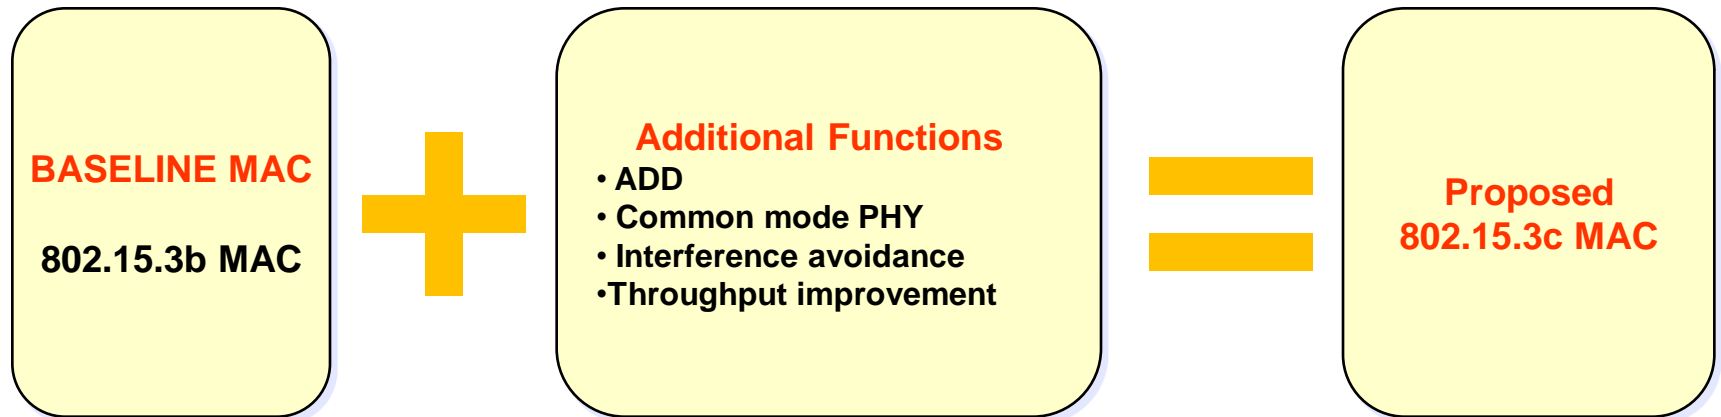 BASELINE MAC
802.15.3b MAC
Additional Functions
• ADD
• Common mode PHY
• Interference avoidance
•Throughput improvement
Proposed
802.15.3c MAC